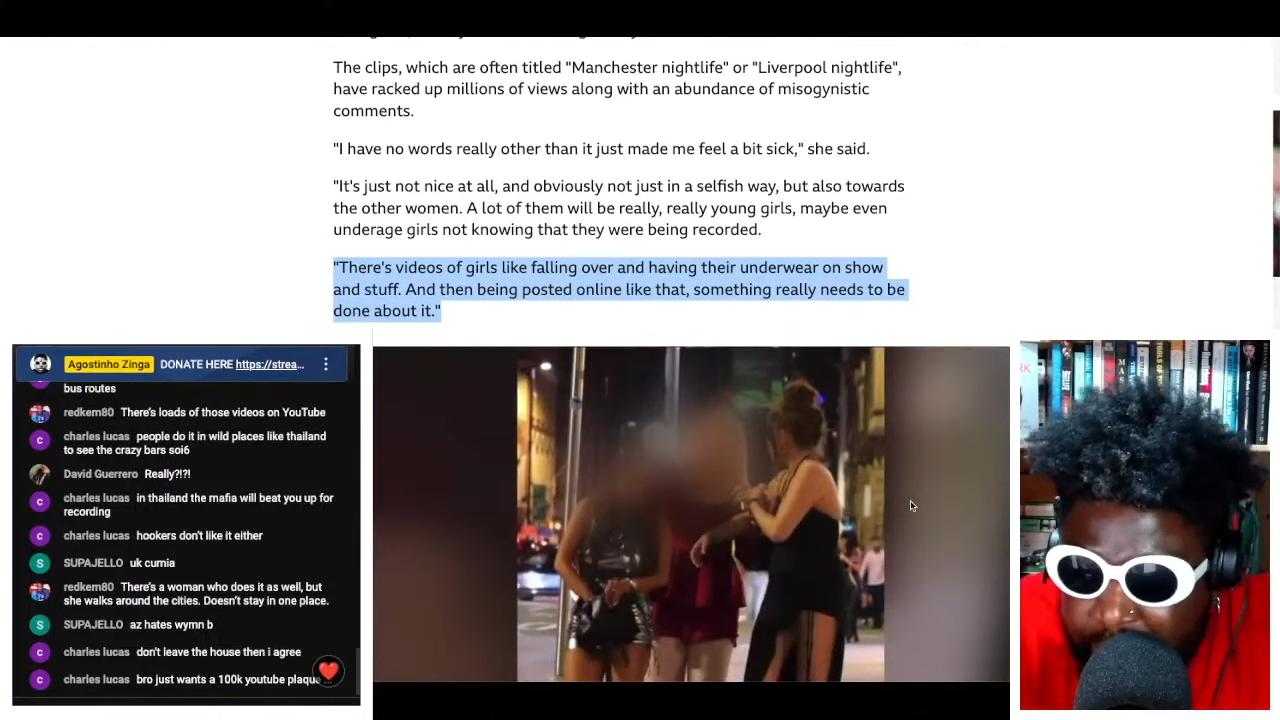 The clips, which are often titled "Manchester nightlife" or "Liverpool nightlife",
have racked up millions of views along with an abundance of misogynistic
comments.
"I have no words really other than it just made me feel a bit sick," she said.
"It's just not nice at all, and obviously not just in a selfish way, but also towards
the other women. A lot of them will be really, really young girls, maybe even
underage girls not knowing that they were being recorded.
"There's videos of girls like falling over and having their underwear on show
and stuff. And then being posted online like that, something really needs to be
done about it."
Agostinho Zinga DONATE HERE https://strea...
bus routes
redkem80 There's loads of those videos on YouTube
charles lucas people do it in wild places like thailand
to see the crazy bars soi6
David Guerrero Really?!?!
charles lucas in thailand the mafia will beat you up for
recording
charles lucas hookers don't like it either
SUPAJELLO uk cumia
redkem80 There's a woman who does it as well, but
she walks around the cities. Doesn't stay in one place.
SUPAJELLO az hates wymn b
charles lucas don't leave the house then i agree
charles lucas bro just wants a 100k youtube plaque